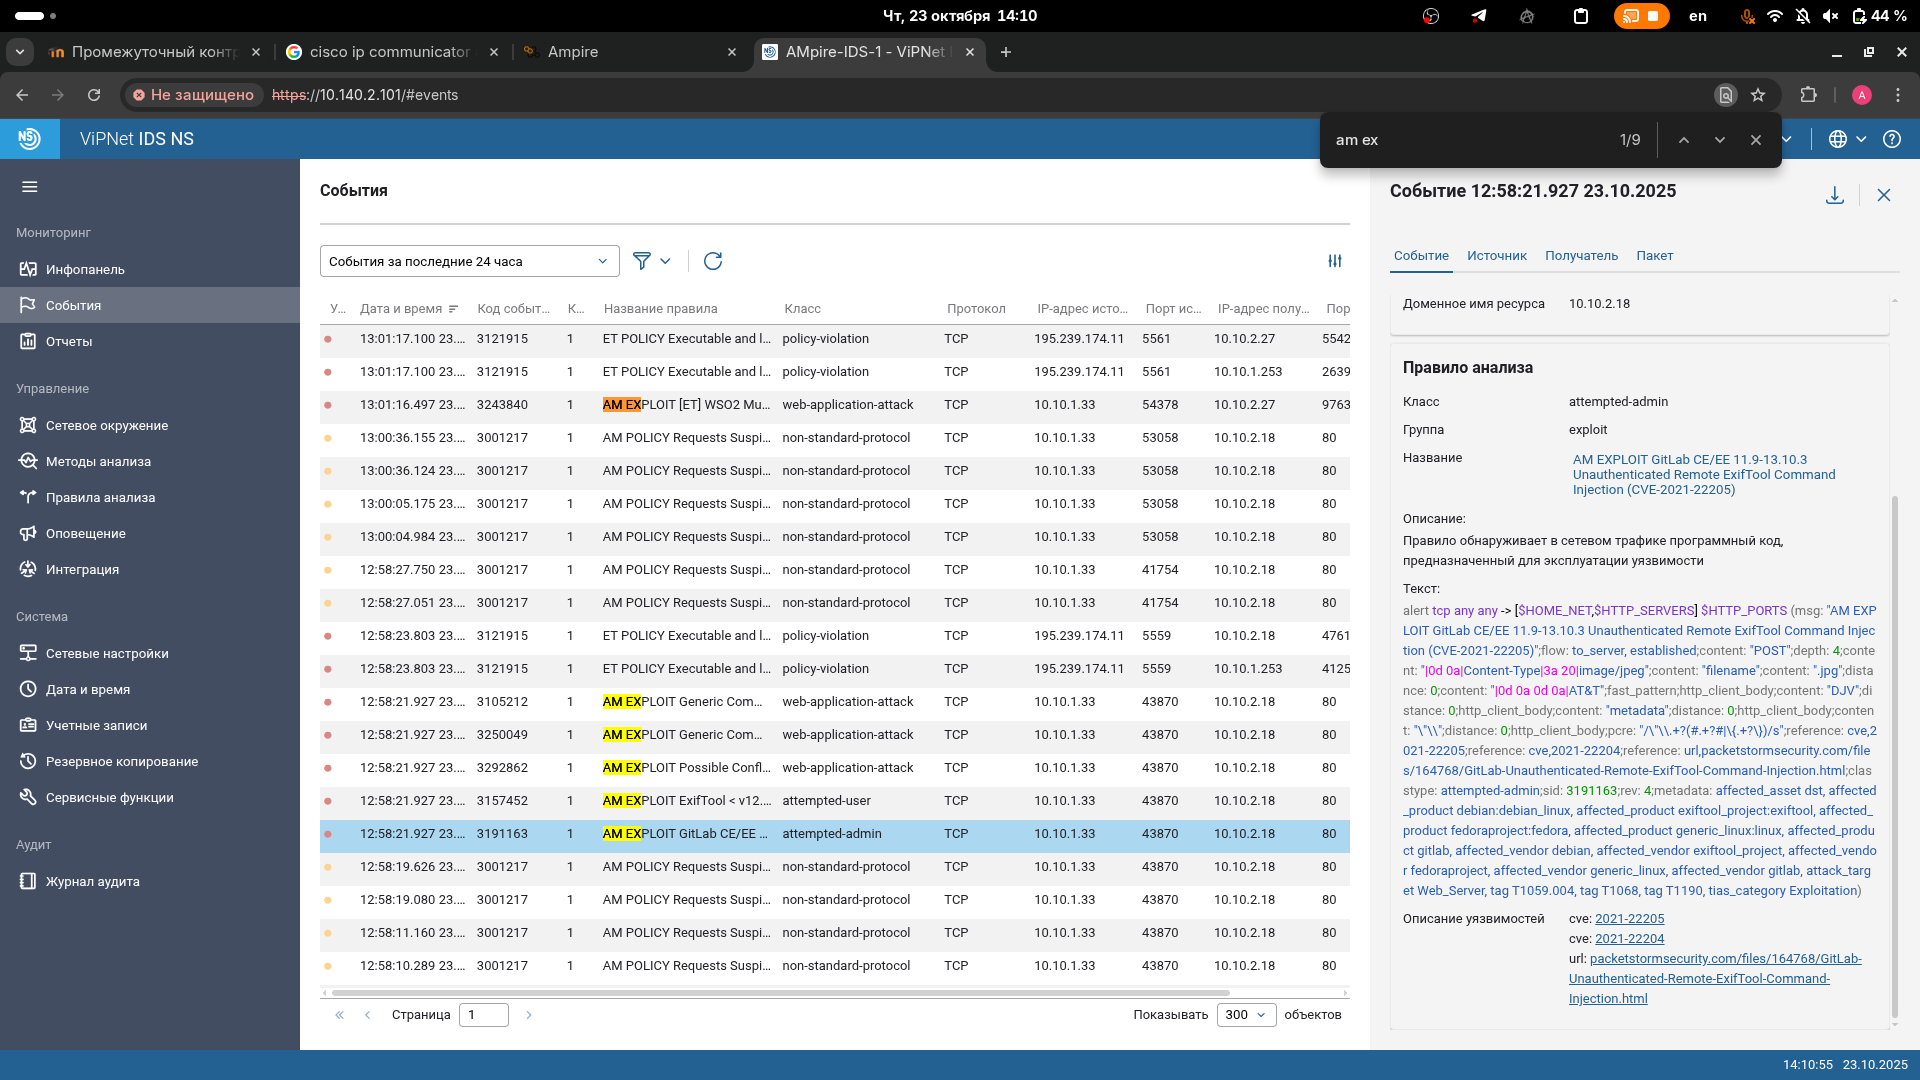 Чт, 23 октября 14:10
en
44 %
Промежуточный контр
cisco ip communicator
Ampire
AMpire-IDS-1 - ViPNet
Не защищено
https://10.140.2.101/#events
A
NS
ViPNet IDS NS
am ex
1/9
Мониторинг
Инфопанель
События
Отчеты
Управление
Сетевое окружение
Методы анализа
Правила анализа
Оповещение
Интеграция
Система
Сетевые настройки
Дата и время
Учетные записи
Резервное копирование
Сервисные функции
Аудит
Журнал аудита
События
События за последние 24 часа
У... Дата и время Код событ... К... Название правила Класс Протокол IP-адрес исто... Порт ис... IP-адрес полу... Пор
13:01:17.100 23.... 3121915 1 ET POLICY Executable and l... policy-violation TCP 195.239.174.11 5561 10.10.2.27 5542
13:01:17.100 23.... 3121915 1 ET POLICY Executable and l... policy-violation TCP 195.239.174.11 5561 10.10.1.253 2639
13:01:16.497 23.... 3243840 1 AM EXPLOIT [ET] WSO2 Mu... web-application-attack TCP 10.10.1.33 54378 10.10.2.27 9763
13:00:36.155 23.... 3001217 1 AM POLICY Requests Suspi... non-standard-protocol TCP 10.10.1.33 53058 10.10.2.18 80
13:00:36.124 23.... 3001217 1 AM POLICY Requests Suspi... non-standard-protocol TCP 10.10.1.33 53058 10.10.2.18 80
13:00:05.175 23.... 3001217 1 AM POLICY Requests Suspi... non-standard-protocol TCP 10.10.1.33 53058 10.10.2.18 80
13:00:04.984 23.... 3001217 1 AM POLICY Requests Suspi... non-standard-protocol TCP 10.10.1.33 53058 10.10.2.18 80
12:58:27.750 23.... 3001217 1 AM POLICY Requests Suspi... non-standard-protocol TCP 10.10.1.33 41754 10.10.2.18 80
12:58:27.051 23.... 3001217 1 AM POLICY Requests Suspi... non-standard-protocol TCP 10.10.1.33 41754 10.10.2.18 80
12:58:23.803 23.... 3121915 1 ET POLICY Executable and l... policy-violation TCP 195.239.174.11 5559 10.10.2.18 4761
12:58:23.803 23.... 3121915 1 ET POLICY Executable and l... policy-violation TCP 195.239.174.11 5559 10.10.1.253 4125
12:58:21.927 23.... 3105212 1 AM EXPLOIT Generic Com... web-application-attack TCP 10.10.1.33 43870 10.10.2.18 80
12:58:21.927 23.... 3250049 1 AM EXPLOIT Generic Com... web-application-attack TCP 10.10.1.33 43870 10.10.2.18 80
12:58:21.927 23.... 3292862 1 AM EXPLOIT Possible Confl... web-application-attack TCP 10.10.1.33 43870 10.10.2.18 80
12:58:21.927 23.... 3157452 1 AM EXPLOIT ExifTool < v12.... attempted-user TCP 10.10.1.33 43870 10.10.2.18 80
12:58:21.927 23.... 3191163 1 AM EXPLOIT GitLab CE/EE ... attempted-admin TCP 10.10.1.33 43870 10.10.2.18 80
12:58:19.626 23.... 3001217 1 AM POLICY Requests Suspi... non-standard-protocol TCP 10.10.1.33 43870 10.10.2.18 80
12:58:19.080 23.... 3001217 1 AM POLICY Requests Suspi... non-standard-protocol TCP 10.10.1.33 43870 10.10.2.18 80
12:58:11.160 23.... 3001217 1 AM POLICY Requests Suspi... non-standard-protocol TCP 10.10.1.33 43870 10.10.2.18 80
12:58:10.289 23.... 3001217 1 AM POLICY Requests Suspi... non-standard-protocol TCP 10.10.1.33 43870 10.10.2.18 80
Страница 1
Показывать 300 объектов
Событие 12:58:21.927 23.10.2025
Событие Источник Получатель Пакет
Доменное имя ресурса 10.10.2.18
Правило анализа
Класс attempted-admin
Группа exploit
Название AM EXPLOIT GitLab CE/EE 11.9-13.10.3
Unauthenticated Remote ExifTool Command
Injection (CVE-2021-22205)
Описание:
Правило обнаруживает в сетевом трафике программный код,
предназначенный для эксплуатации уязвимости
Текст:
alert tcp any any -> [$HOME_NET,$HTTP_SERVERS] $HTTP_PORTS (msg: "AM EXP
LOIT GitLab CE/EE 11.9-13.10.3 Unauthenticated Remote ExifTool Command Injec
tion (CVE-2021-22205)";flow: to_server, established;content: "POST";depth: 4;conte
nt: "|0d 0a|Content-Type|3a 20|image/jpeg";content: "filename";content: ".jpg";dista
nce: 0;content: "|0d 0a 0d 0a|AT&T";fast_pattern;http_client_body;content: "DJV";di
stance: 0;http_client_body;content: "metadata";distance: 0;http_client_body;conten
t: "\"\\";distance: 0;http_client_body;pcre: "/\"\\.+?(#.+?#|\{.+?\})/s";reference: cve,2
021-22205;reference: cve,2021-22204;reference: url,packetstormsecurity.com/file
s/164768/GitLab-Unauthenticated-Remote-ExifTool-Command-Injection.html;clas
stype: attempted-admin;sid: 3191163;rev: 4;metadata: affected_asset dst, affected
_product debian:debian_linux, affected_product exiftool_project:exiftool, affected_
product fedoraproject:fedora, affected_product generic_linux:linux, affected_produ
ct gitlab, affected_vendor debian, affected_vendor exiftool_project, affected_vendo
r fedoraproject, affected_vendor generic_linux, affected_vendor gitlab, attack_targ
et Web_Server, tag T1059.004, tag T1068, tag T1190, tias_category Exploitation)
Описание уязвимостей cve: 2021-22205
cve: 2021-22204
url: packetstormsecurity.com/files/164768/GitLab-
Unauthenticated-Remote-ExifTool-Command-
Injection.html
14:10:55 23.10.2025